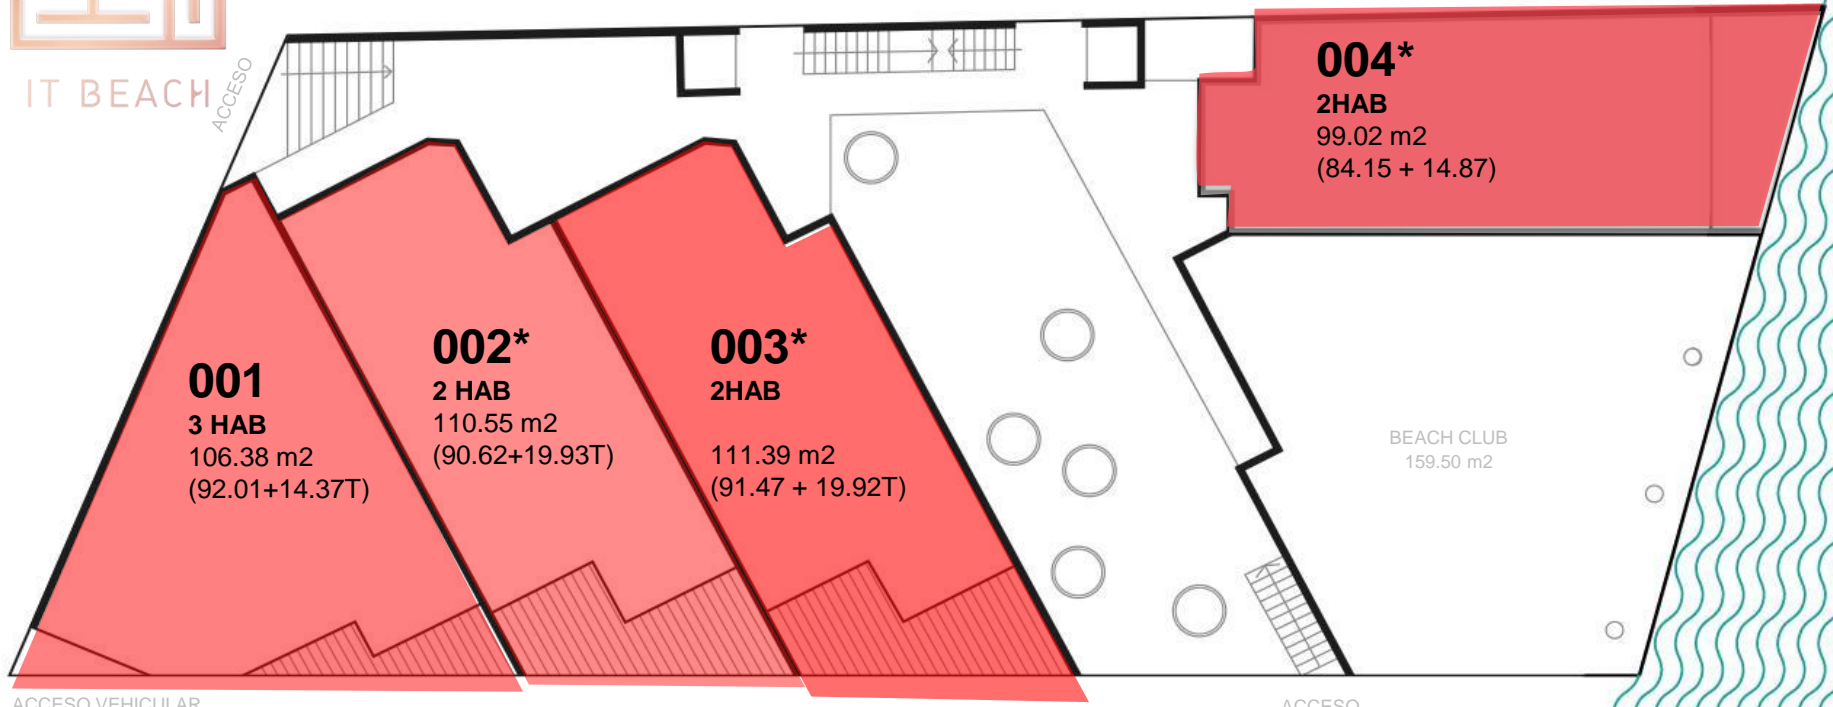 IT BEACH
ACCESO
004*
2HAB
99.02 m2
(84.15 + 14.87)
001
3 HAB
106.38 m2
(92.01+14.37T)
002*
2 HAB
110.55 m2
(90.62+19.93T)
003*
2HAB
111.39 m2
(91.47 + 19.92T)
BEACH CLUB
159.50 m2
ACCESO VEHICULAR
ACCESO